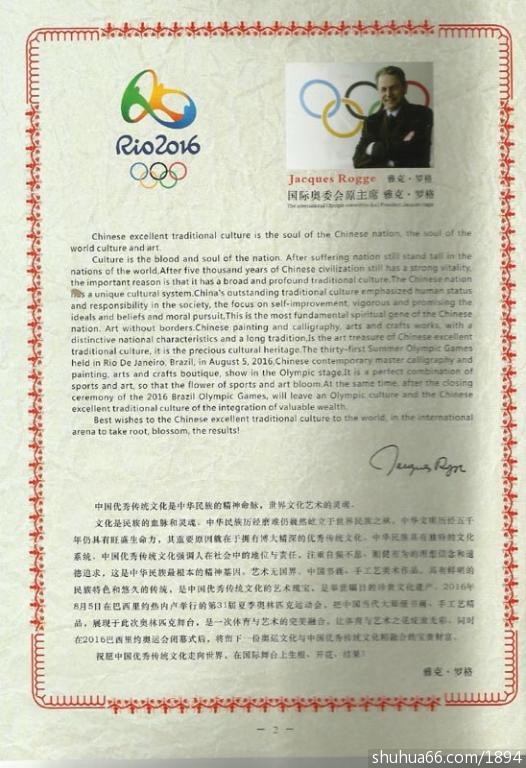 Rio2016
Jacques Rogge 雅克·罗格
国际奥委会原主席 雅克·罗格
Chinese excellent traditional culture is the soul of the Chinese nation, the soul of the
world culture and art.
Culture is the blood and soul of the nation. After suffering nation still stand tall in the
nations of the world.After five thousand years of Chinese civilization still has a strong vitality,
the important reason is that it has a broad and profound traditional culture.The Chinese nation
has a unique cultural system.China's outstanding traditional culture emphasized human status
and responsibility in the society, the focus on self-improvement, vigorous and promising the
ideals and beliefs and moral pursuit,This is the most fundamental spiritual gene of the Chinese
nation. Art without borders.Chinese painting and calligraphy, arts and crafts works, with a
distinctive national characteristics and a long tradition,Is the art treasure of Chinese excellent
traditional culture, it is the precious cultural heritage.The thirty-first Summer Olympic Games
held in Rio De Janeiro, Brazil, in August 5, 2016,Chinese contemporary master calligraphy and
painting, arts and crafts boutique, show in the Olympic stage.It is a perfect combination of
sports and art, so that the flower of sports and art bloom.At the same time, after the closing
ceremony of the 2016 Brazil Olympic Games, will leave an Olympic culture and the Chinese
excellent traditional culture of the integration of valuable wealth.
Best wishes to the Chinese excellent traditional culture to the world, in the international
arena to take root, blossom, the results!
Jacques Rogge
中国优秀传统文化是中华民族的精神命脉，世界文化艺术的灵魂。
文化是民族的血脉和灵魂。中华民族历经磨难仍巍然屹立于世界民族之林。中华文明历经五千
年仍具有旺盛生命力，其重要原因就在于拥有博大精深的优秀传统文化。中华民族具有独特的文化
系统。中国优秀传统文化强调人在社会中的地位与责任，注重自强不息、刚健有为的理想信念和道
德追求，这是中华民族最根本的精神基因。艺术无国界。中国书画、手工艺美术作品，具有鲜明的
民族特色和悠久的传统，是中国优秀传统文化的艺术瑰宝，是举世瞩目的珍贵文化遗产。2016年
8月5日在巴西里约热内卢举行的第31届夏季奥林匹克运动会，把中国当代大师级书画、手工艺精
品，展现于此次奥林匹克舞台，是一次体育与艺术的完美融合，让体育与艺术之花绽放光彩。同时
在2016巴西里约奥运会闭幕式后，将留下一份奥运文化与中国优秀传统文化相融合的宝贵财富。
祝愿中国优秀传统文化走向世界，在国际舞台上生根、开花、结果！
雅克·罗格
— 2 —
shuhua66.com/1894